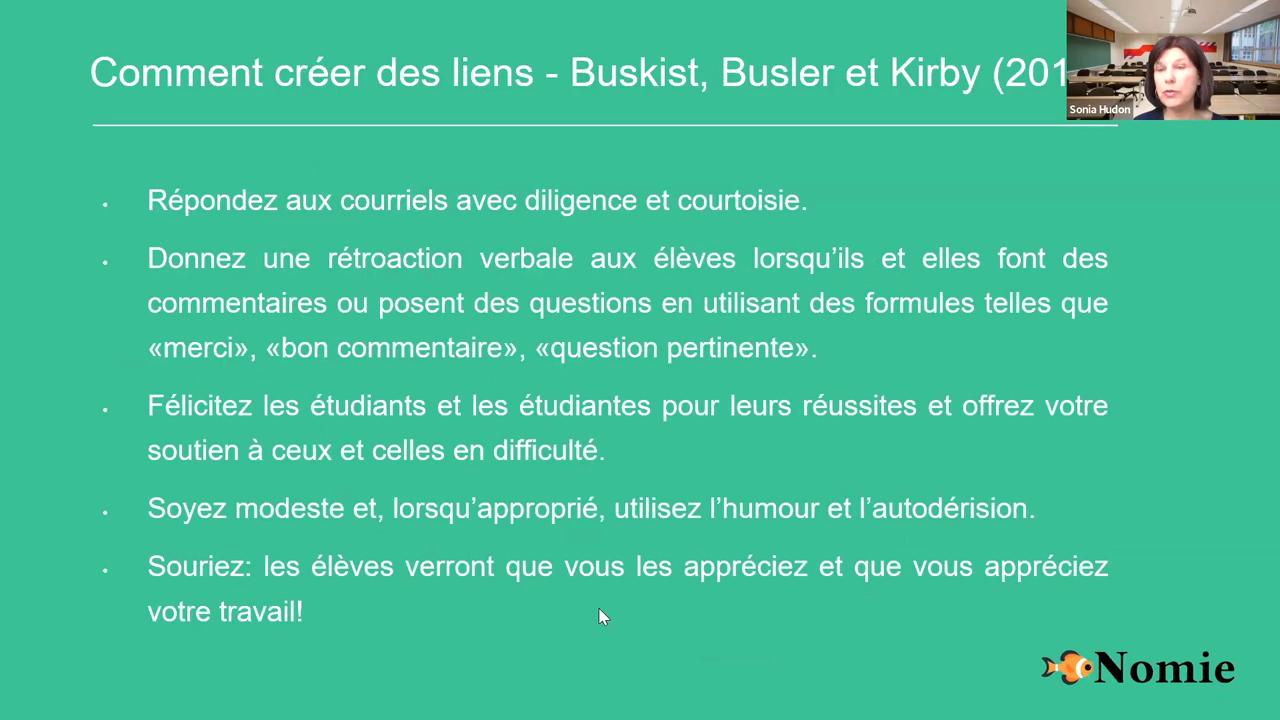 Comment créer des liens - Buskist, Busler et Kirby (201
Sonia Hudon
• Répondez aux courriels avec diligence et courtoisie.
• Donnez une rétroaction verbale aux élèves lorsqu’ils et elles font des
commentaires ou posent des questions en utilisant des formules telles que
«merci», «bon commentaire», «question pertinente».
• Félicitez les étudiants et les étudiantes pour leurs réussites et offrez votre
soutien à ceux et celles en difficulté.
• Soyez modeste et, lorsqu’approprié, utilisez l’humour et l’autodérision.
• Souriez: les élèves verront que vous les appréciez et que vous appréciez
votre travail!
Nomie